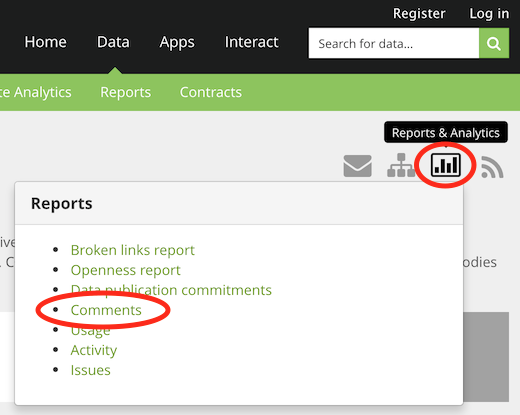 Register Log in
Home Data Apps Interact Search for data...
te Analytics Reports Contracts
Reports & Analytics
Reports
Broken links report
Openness report
Data publication commitments
Comments
Usage
Activity
Issues
ive
, C
odies